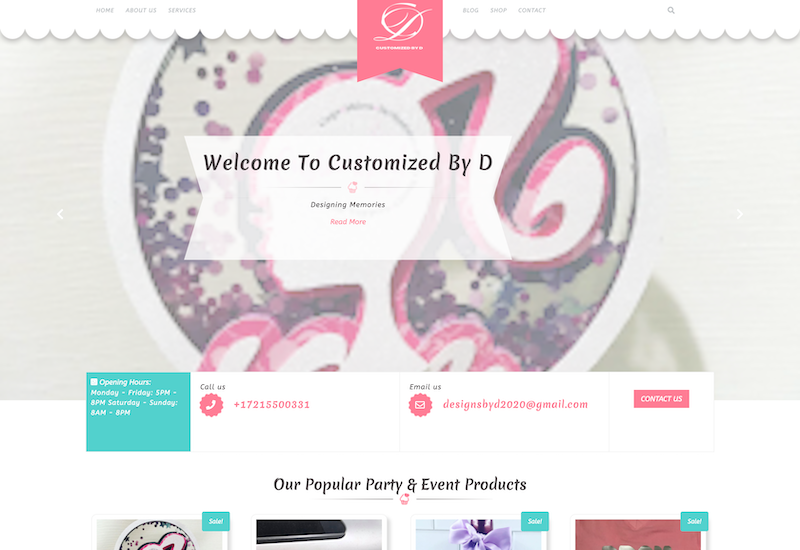 HOME ABOUT US SERVICES
BLOG SHOP CONTACT
D
CUSTOMIZED BY D
Welcome To Customized By D
Designing Memories
Read More
Opening Hours:
Monday - Friday: 5PM -
8PM Saturday - Sunday:
8AM - 8PM
Call us
+17215500331
Email us
designsbyd2020@gmail.com
CONTACT US
Our Popular Party & Event Products
Sale!
Sale!
Sale!
Sale!